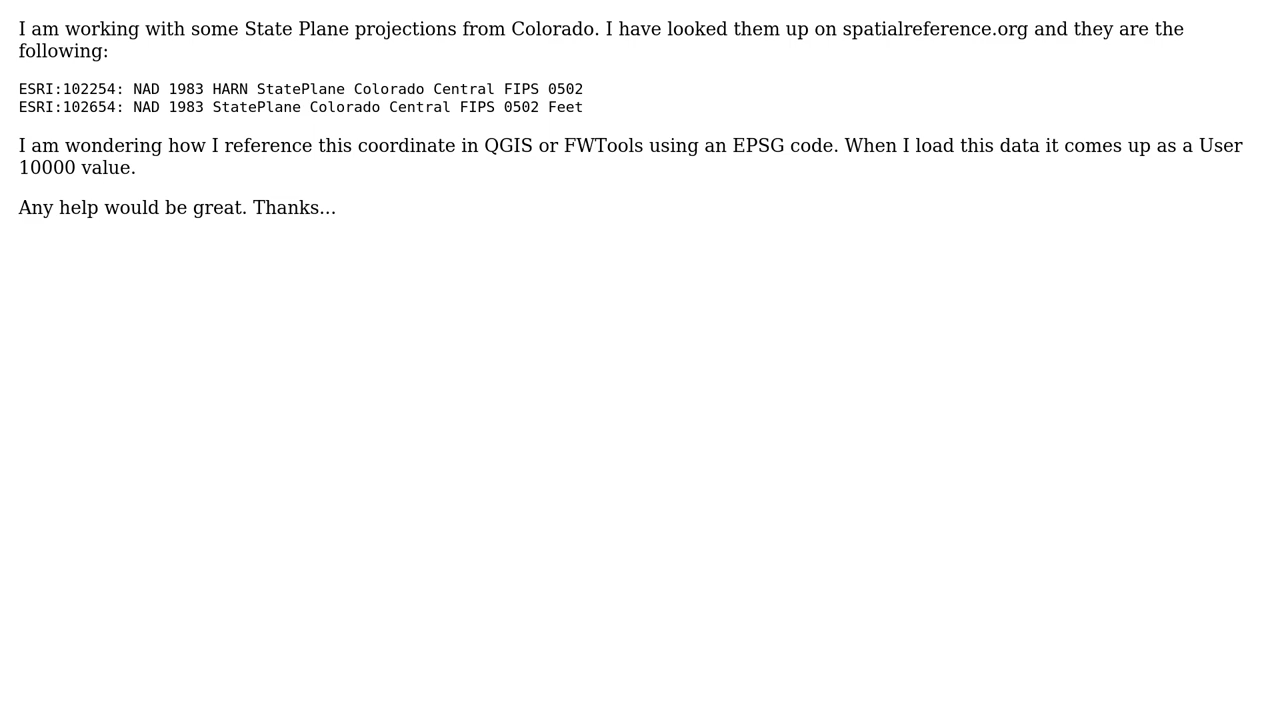 I am working with some State Plane projections from Colorado. I have looked them up on spatialreference.org and they are the
following:
ESRI:102254: NAD 1983 HARN StatePlane Colorado Central FIPS 0502
ESRI:102654: NAD 1983 StatePlane Colorado Central FIPS 0502 Feet
I am wondering how I reference this coordinate in QGIS or FWTools using an EPSG code. When I load this data it comes up as a User
10000 value.
Any help would be great. Thanks...